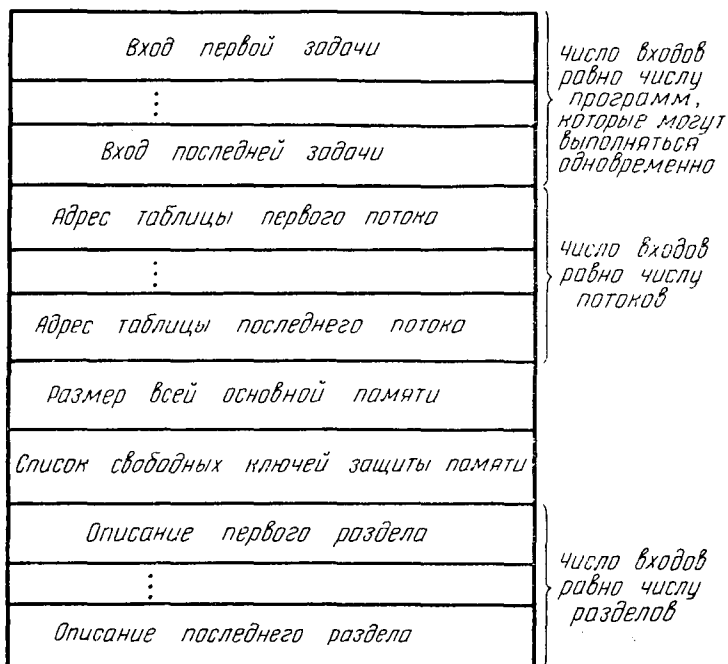 Вход первой задачи
⋮
Вход последней задачи
Число входов
равно числу
программ,
которые могут
выполняться
одновременно
Адрес таблицы первого потока
⋮
Адрес таблицы последнего потока
Число входов
равно числу
потоков
Размер всей основной памяти
Список свободных ключей защиты памяти
Описание первого раздела
⋮
Описание последнего раздела
Число входов
равно числу
разделов